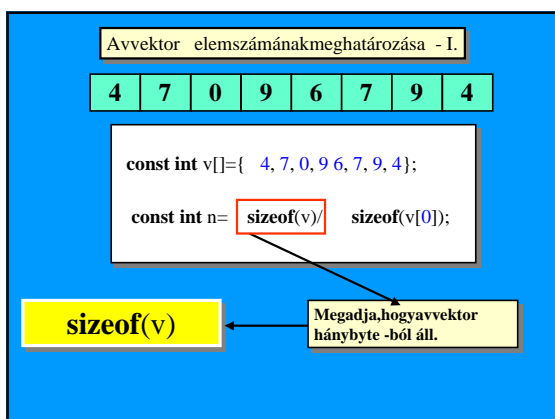 Avvektor elemszámánakmeghatározása - I.
4 7 0 9 6 7 9 4
const int v[]={ 4, 7, 0, 9 6, 7, 9, 4};
const int n= sizeof(v)/ sizeof(v[0]);
sizeof(v)
Megadja,hogyavvektor
hánybyte -ból áll.